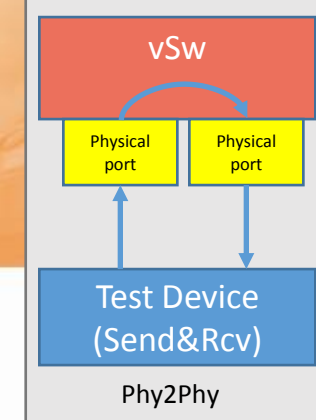 vSw
Physical
port
Physical
port
Test Device
(Send&Rcv)
Phy2Phy